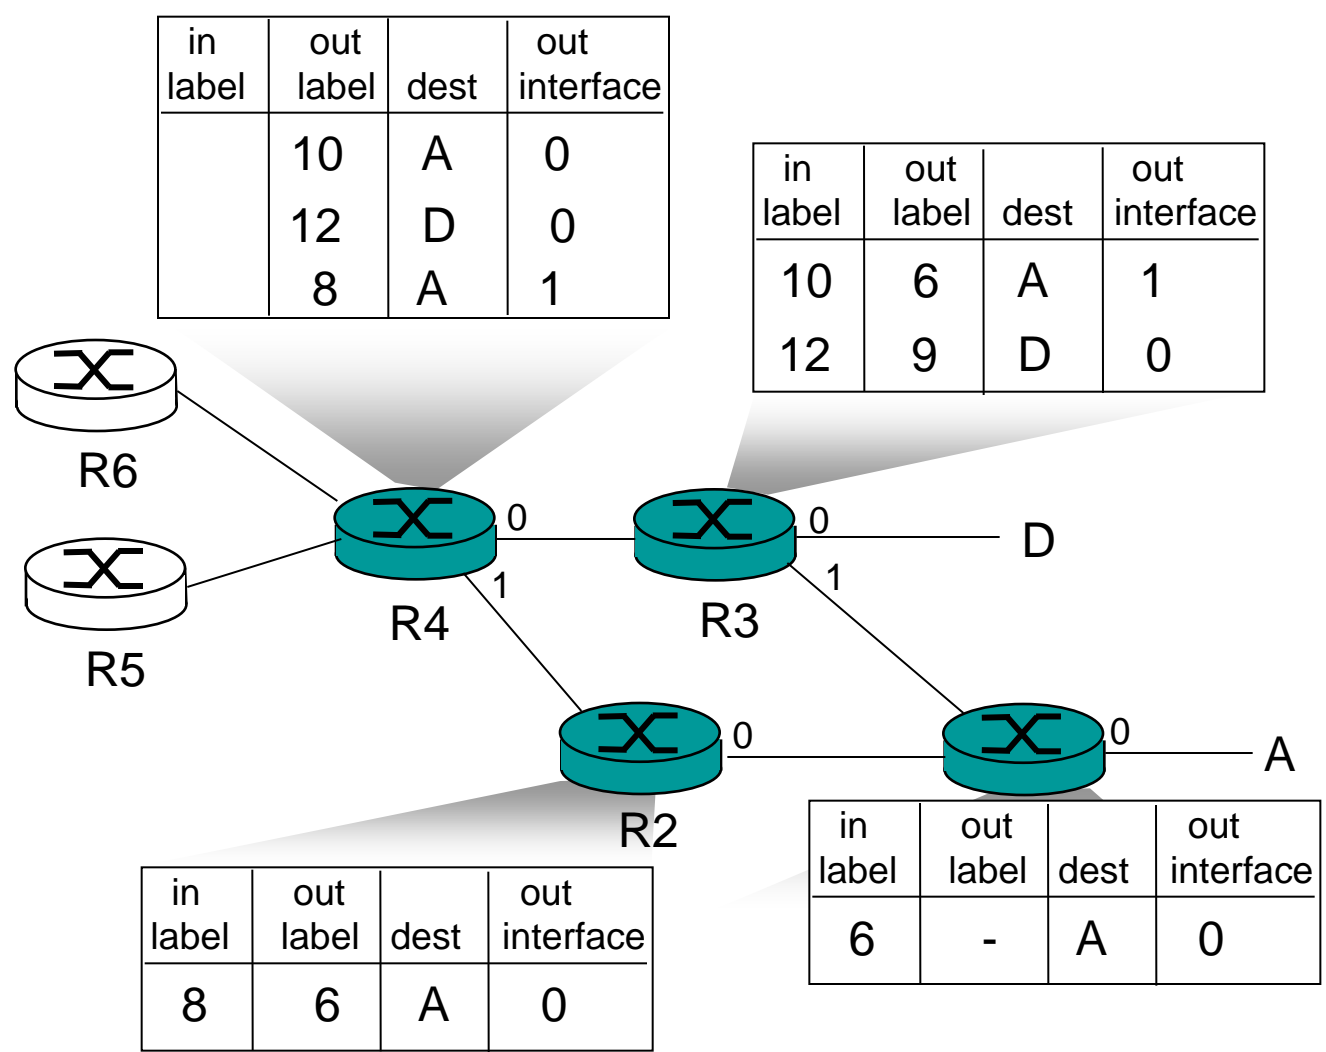 in out out
label label dest interface
10 A 0
12 D 0
8 A 1
in out out
label label dest interface
10 6 A 1
12 9 D 0
R6
R5
R4
0
1
R3
0
1
D
R2
0
0
A
in out out
label label dest interface
8 6 A 0
in out out
label label dest interface
6 - A 0